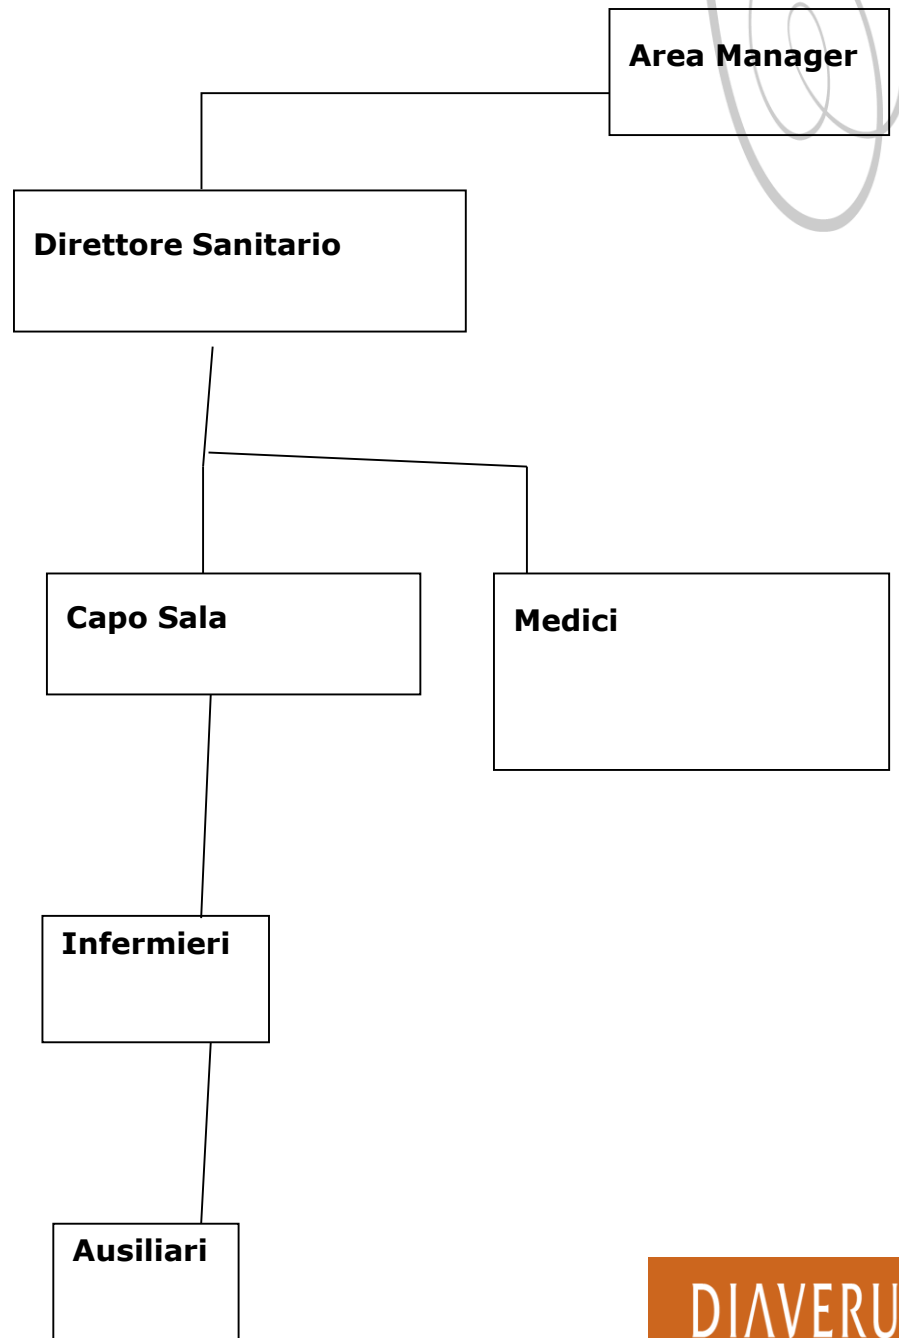 Area Manager
Direttore Sanitario
Capo Sala
Medici
Infermieri
Ausiliari
DIAVERU